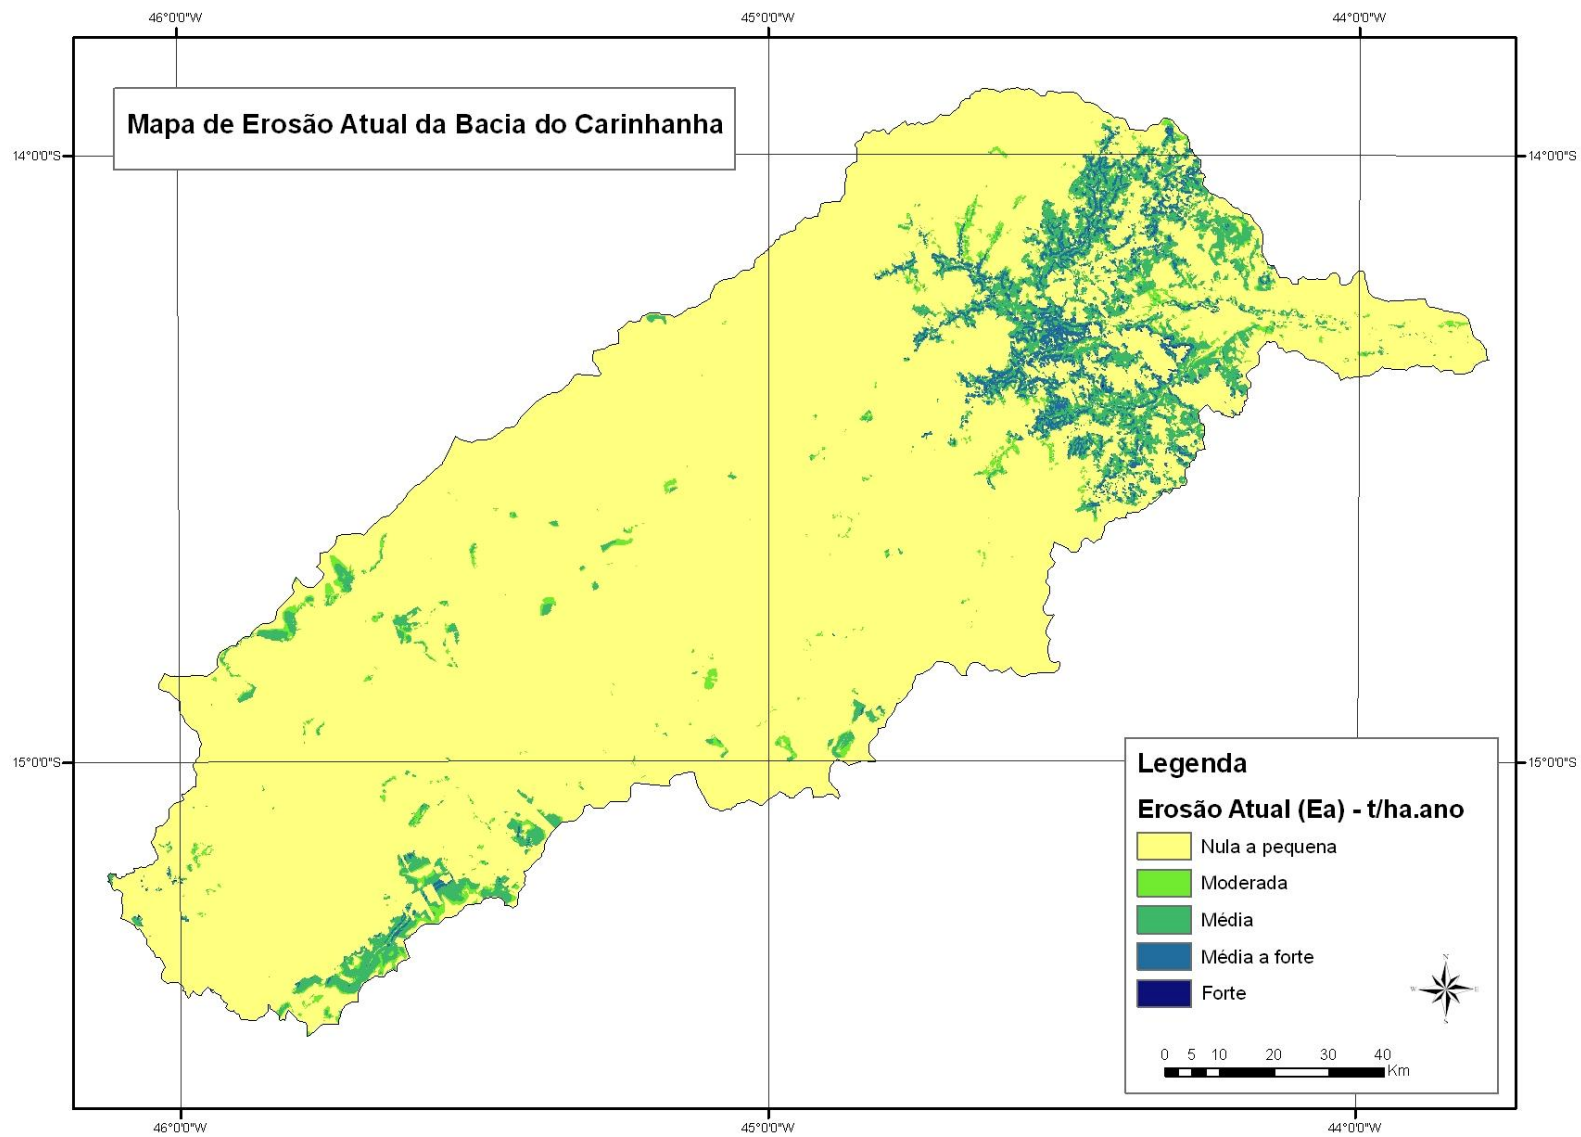 46°0'0"W 45°0'0"W 44°0'0"W
Mapa de Erosão Atual da Bacia do Carinhanha
14°0'0"S 14°0'0"S
15°0'0"S 15°0'0"S
Legenda
Erosão Atual (Ea) - t/ha.ano
Nula a pequena
Moderada
Média
Média a forte
Forte
N
W E
S
0 5 10 20 30 40
Km
46°0'0"W 45°0'0"W 44°0'0"W